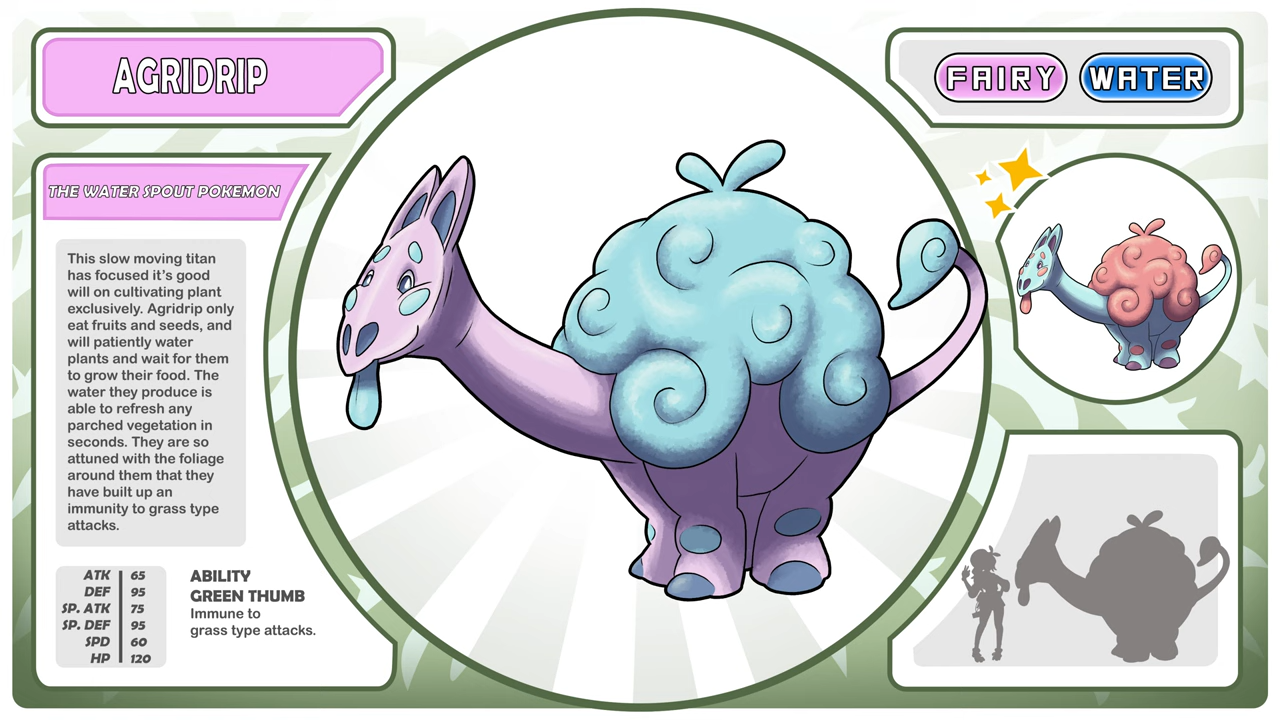 AGRIDRIP
FAIRY WATER
THE WATER SPOUT POKEMON
This slow moving titan
has focused it's good
will on cultivating plant
exclusively. Agridrip only
eat fruits and seeds, and
will patiently water
plants and wait for them
to grow their food. The
water they produce is
able to refresh any
parched vegetation in
seconds. They are so
attuned with the foliage
around them that they
have built up an
immunity to grass type
attacks.
ATK 65
DEF 95
SP. ATK 75
SP. DEF 95
SPD 60
HP 120
ABILITY
GREEN THUMB
Immune to
grass type attacks.